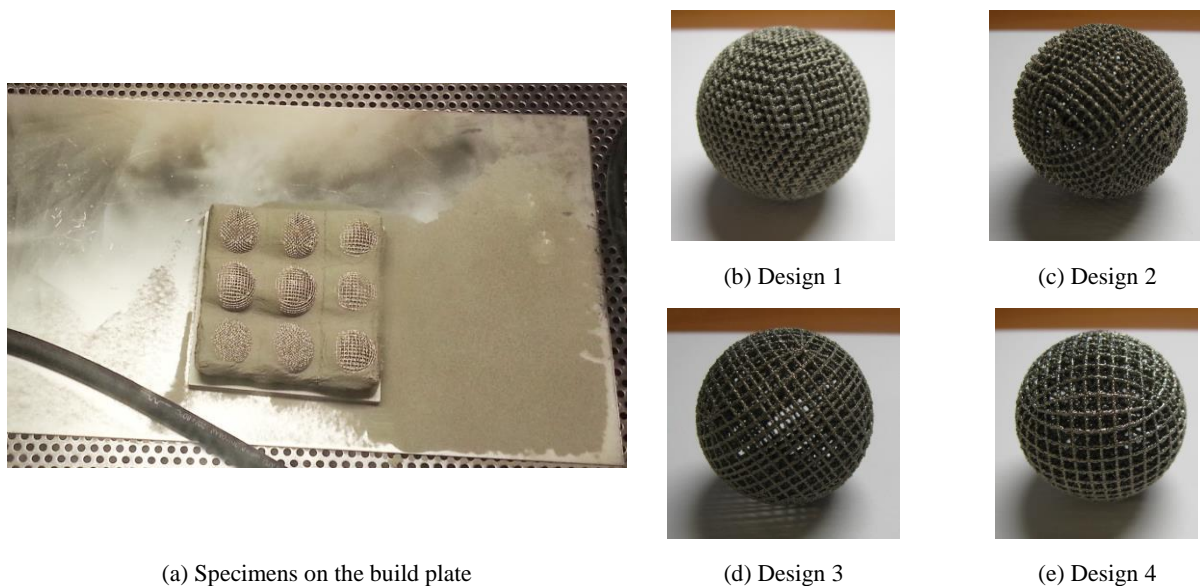 (b) Design 1
(c) Design 2
(a) Specimens on the build plate
(d) Design 3
(e) Design 4